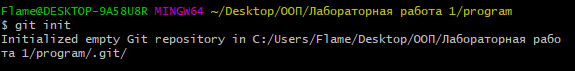 Flame@DESKTOP-9A58U8R MINGW64 ~/Desktop/ООП/Лабораторная работа 1/program
$ git init
Initialized empty Git repository in C:/Users/Flame/Desktop/ООП/Лабораторная рабо
та 1/program/.git/